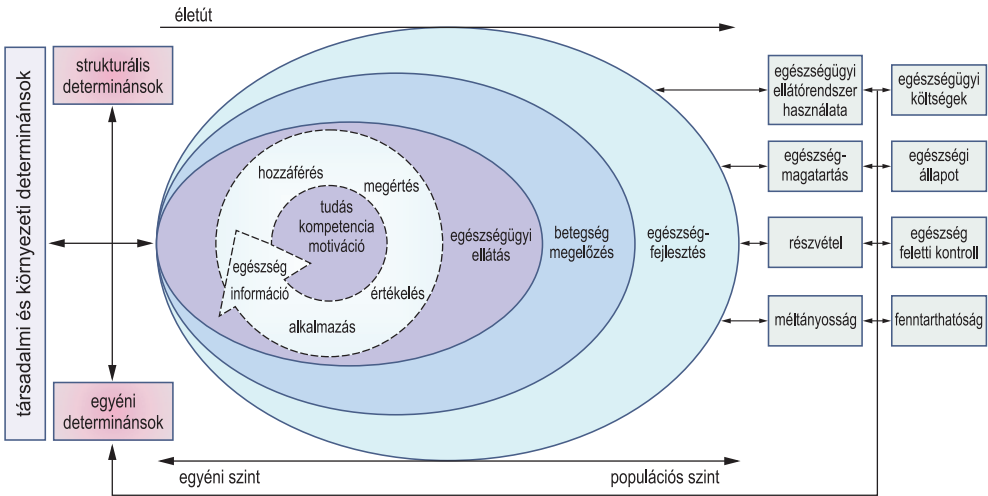 életút
társadalmi és környezeti determinánsok
strukturális
determinánsok
egyéni
determinánsok
hozzáférés
megértés
tudás
kompetencia
motiváció
egészség
információ
értékelés
alkalmazás
egészségügyi
ellátás
betegség
megelőzés
egészség-
fejlesztés
egészségügyi
ellátórendszer
használata
egészségügyi
költségek
egészség-
magatartás
egészségi
állapot
részvétel
egészség
feletti kontroll
méltányosság
fenntarthatóság
egyéni szint
populációs szint